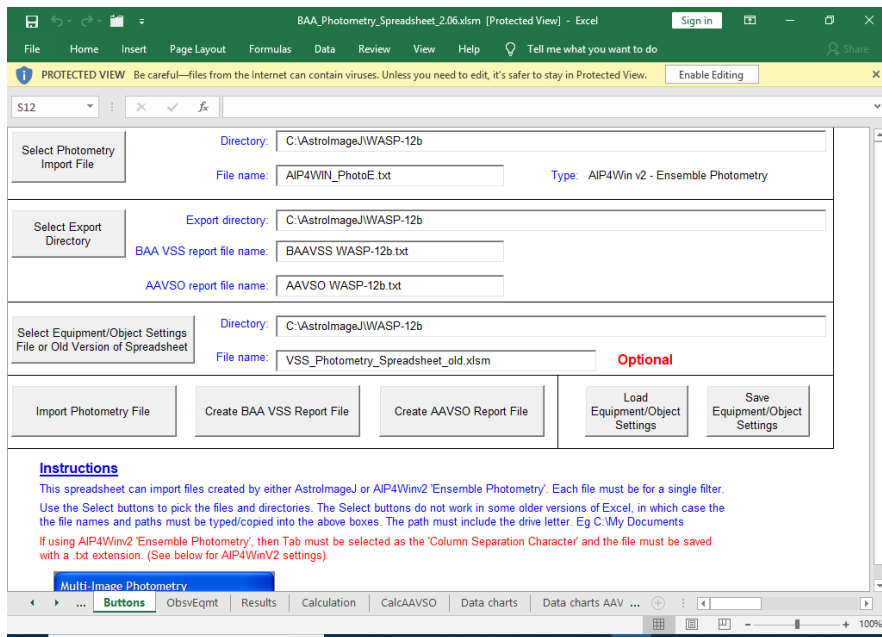 BAA_Photometry_Spreadsheet_2.06.xlsm [Protected View] - Excel
Sign in
File Home Insert Page Layout Formulas Data Review View Help Tell me what you want to do Share
PROTECTED VIEW Be careful—files from the Internet can contain viruses. Unless you need to edit, it's safer to stay in Protected View. Enable Editing
S12 fx
Select Photometry
Import File
Directory: C:\AstroImageJ\WASP-12b
File name: AIP4WIN_PhotoE.txt Type: AIP4Win v2 - Ensemble Photometry
Select Export
Directory
Export directory: C:\AstroImageJ\WASP-12b
BAA VSS report file name: BAAVSS WASP-12b.txt
AAVSO report file name: AAVSO WASP-12b.txt
Select Equipment/Object Settings
File or Old Version of Spreadsheet
Directory: C:\AstroImageJ\WASP-12b
File name: VSS_Photometry_Spreadsheet_old.xlsm Optional
Import Photometry File
Create BAA VSS Report File
Create AAVSO Report File
Load
Equipment/Object
Settings
Save
Equipment/Object
Settings
Instructions
This spreadsheet can import files created by either AstroImageJ or AIP4Winv2 'Ensemble Photometry'. Each file must be for a single filter.
Use the Select buttons to pick the files and directories. The Select buttons do not work in some older versions of Excel, in which case the
the file names and paths must be typed/copied into the above boxes. The path must include the drive letter. Eg C:\My Documents
If using AIP4Winv2 'Ensemble Photometry', then Tab must be selected as the 'Column Separation Character' and the file must be saved
with a .txt extension. (See below for AIP4WinV2 settings).
Multi-Image Photometry
... Buttons ObsvEqmt Results Calculation CalcAAVSO Data charts Data charts AAV ...
100%